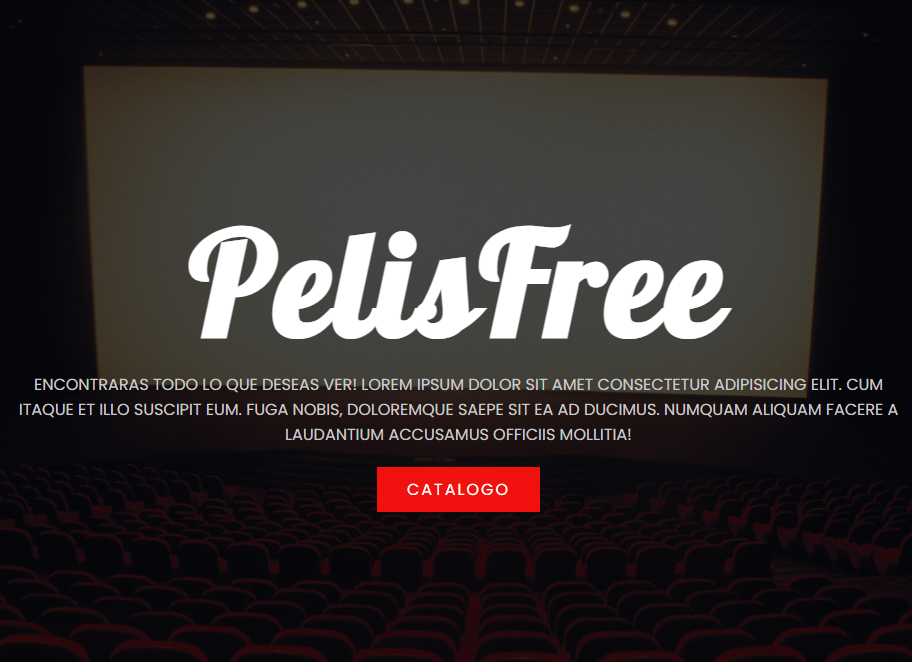 PelisFree
ENCONTRARAS TODO LO QUE DESEAS VER! LOREM IPSUM DOLOR SIT AMET CONSECTETUR ADIPISICING ELIT. CUM
ITAQUE ET ILLO SUSCIPIT EUM. FUGA NOBIS, DOLOREMQUE SAEPE SIT EA AD DUCIMUS. NUMQUAM ALIQUAM FACERE A
LAUDANTIUM ACCUSAMUS OFFICIIS MOLLITIA!
CATALOGO